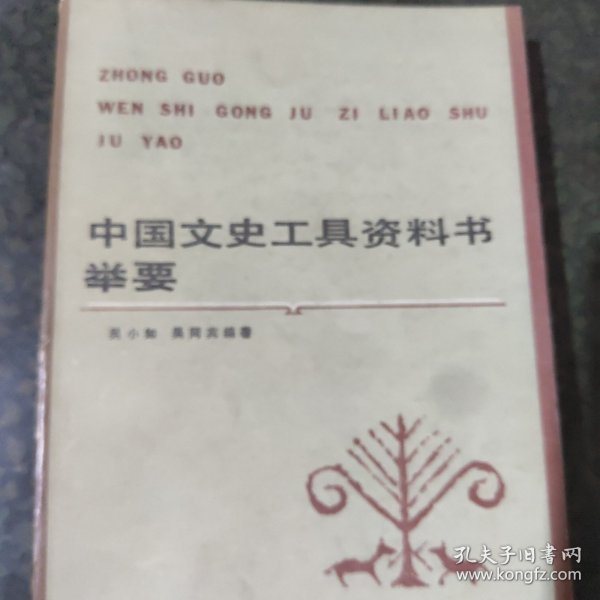 ZHONG GUO
WEN SHI GONG JU ZI LIAO SHU
JU YAO
中国文史工具资料书
举要
吴小如 吴同宾编著
孔夫子旧书网
www.kongfz.com